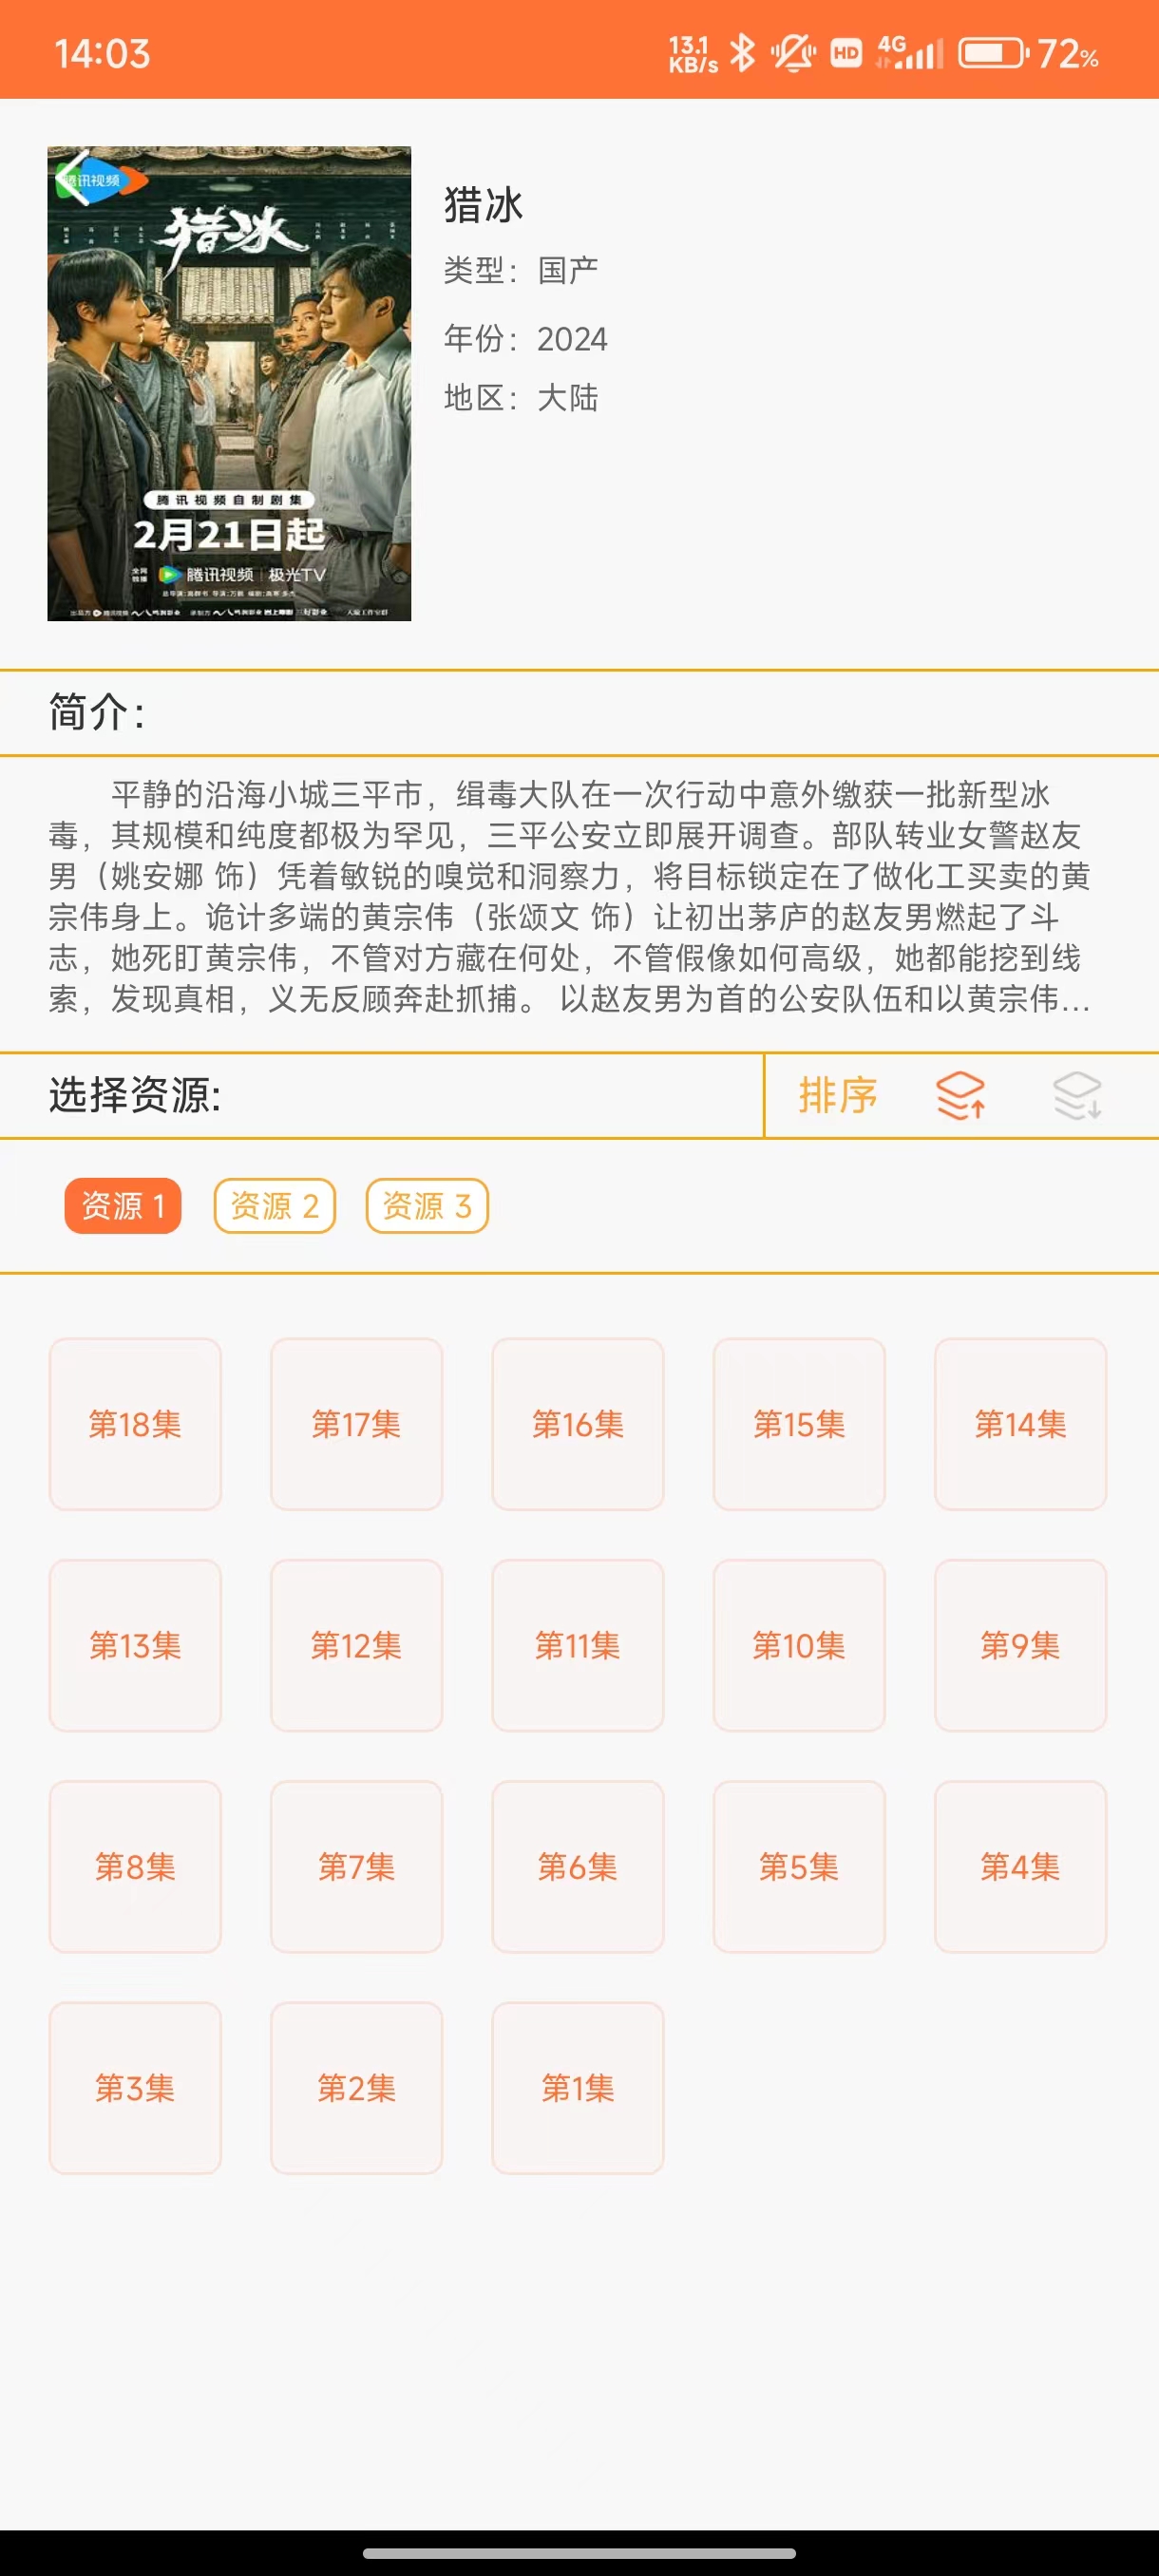 14:03
13.1
KB/s
HD
4G
72%
腾讯视频
猎冰
腾讯视频自制剧集
2月21日起
全网独播
腾讯视频 极光TV
猎冰
类型：国产
年份：2024
地区：大陆
简介：
平静的沿海小城三平市，缉毒大队在一次行动中意外缴获一批新型冰
毒，其规模和纯度都极为罕见，三平公安立即展开调查。部队转业女警赵友
男（姚安娜 饰）凭着敏锐的嗅觉和洞察力，将目标锁定在了做化工买卖的黄
宗伟身上。诡计多端的黄宗伟（张颂文 饰）让初出茅庐的赵友男燃起了斗
志，她死盯黄宗伟，不管对方藏在何处，不管假像如何高级，她都能挖到线
索，发现真相，义无反顾奔赴抓捕。 以赵友男为首的公安队伍和以黄宗伟...
选择资源:
排序
资源 1
资源 2
资源 3
第18集
第17集
第16集
第15集
第14集
第13集
第12集
第11集
第10集
第9集
第8集
第7集
第6集
第5集
第4集
第3集
第2集
第1集